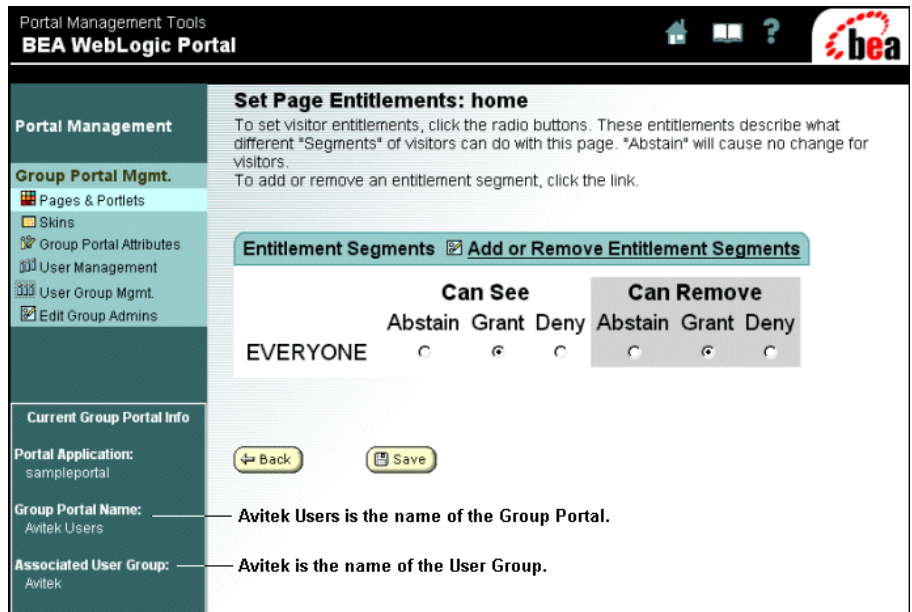 Portal Management Tools
BEA WebLogic Portal
?
bea
Portal Management
Group Portal Mgmt.
Pages & Portlets
Skins
Group Portal Attributes
User Management
User Group Mgmt.
Edit Group Admins
Current Group Portal Info
Portal Application:
sampleportal
Group Portal Name:
Avitek Users
Associated User Group:
Avitek
Set Page Entitlements: home
To set visitor entitlements, click the radio buttons. These entitlements describe what
different "Segments" of visitors can do with this page. "Abstain" will cause no change for
visitors.
To add or remove an entitlement segment, click the link.
Entitlement Segments Add or Remove Entitlement Segments
Can See Can Remove
Abstain Grant Deny Abstain Grant Deny
EVERYONE
Back Save
Avitek Users is the name of the Group Portal.
Avitek is the name of the User Group.